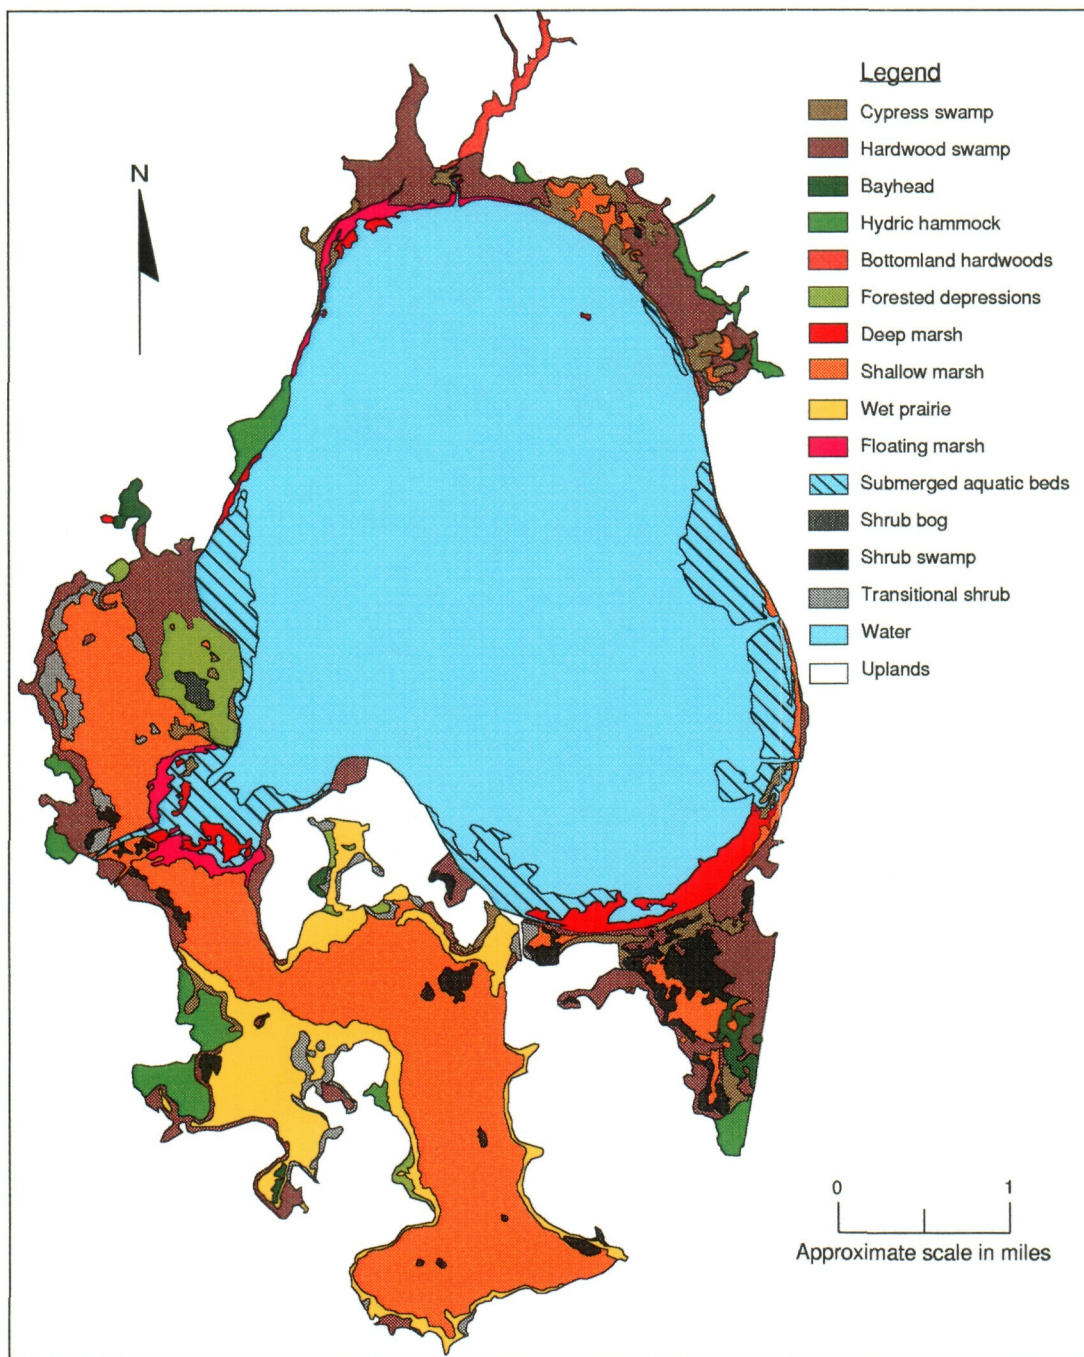 Legend
Cypress swamp
Hardwood swamp
Bayhead
Hydric hammock
Bottomland hardwoods
Forested depressions
Deep marsh
Shallow marsh
Wet prairie
Floating marsh
Submerged aquatic beds
Shrub bog
Shrub swamp
Transitional shrub
Water
Uplands
N
0 1
Approximate scale in miles